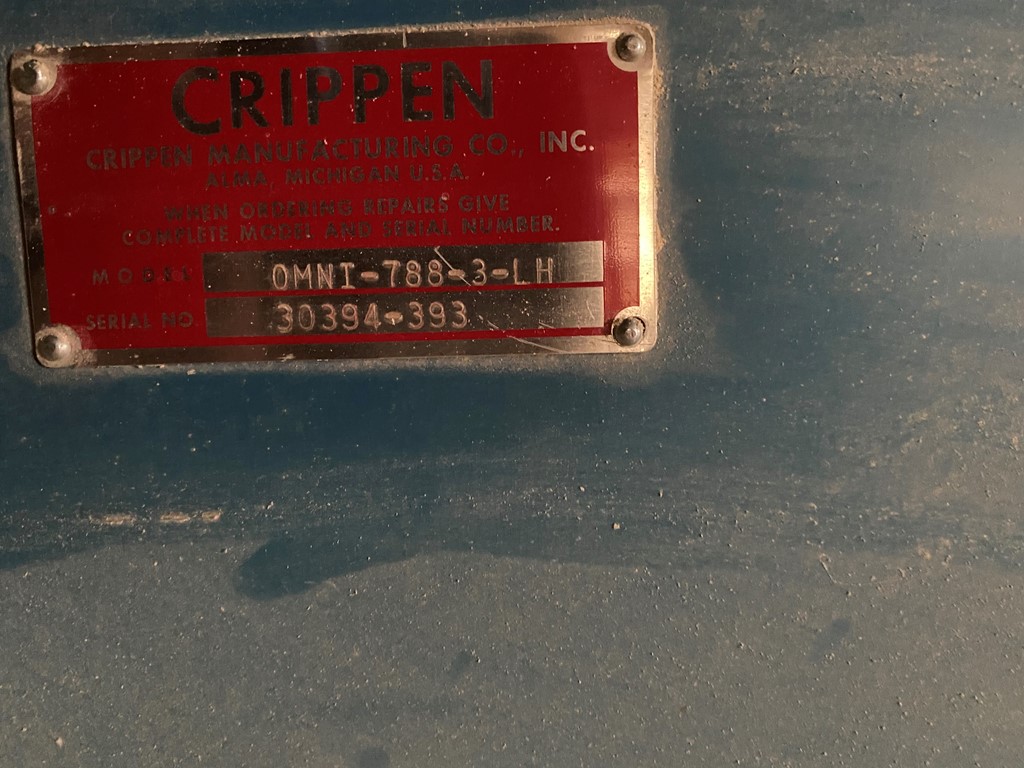 CRIPPEN
CRIPPEN MANUFACTURING CO., INC.
ALMA, MICHIGAN U.S.A.
WHEN ORDERING REPAIRS GIVE
COMPLETE MODEL AND SERIAL NUMBER.
MODEL OMNI-788-3-LH
SERIAL NO. 30394-393